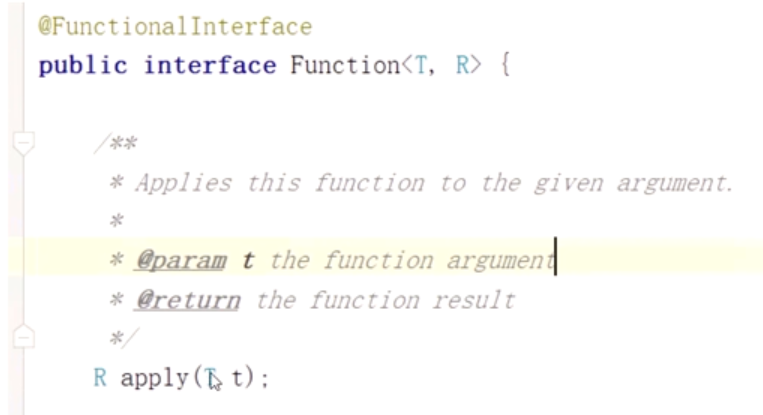 @FunctionalInterface
public interface Function<T, R> {
/**
* Applies this function to the given argument.
*
* @param t the function argument
* @return the function result
*/
R apply(T t);